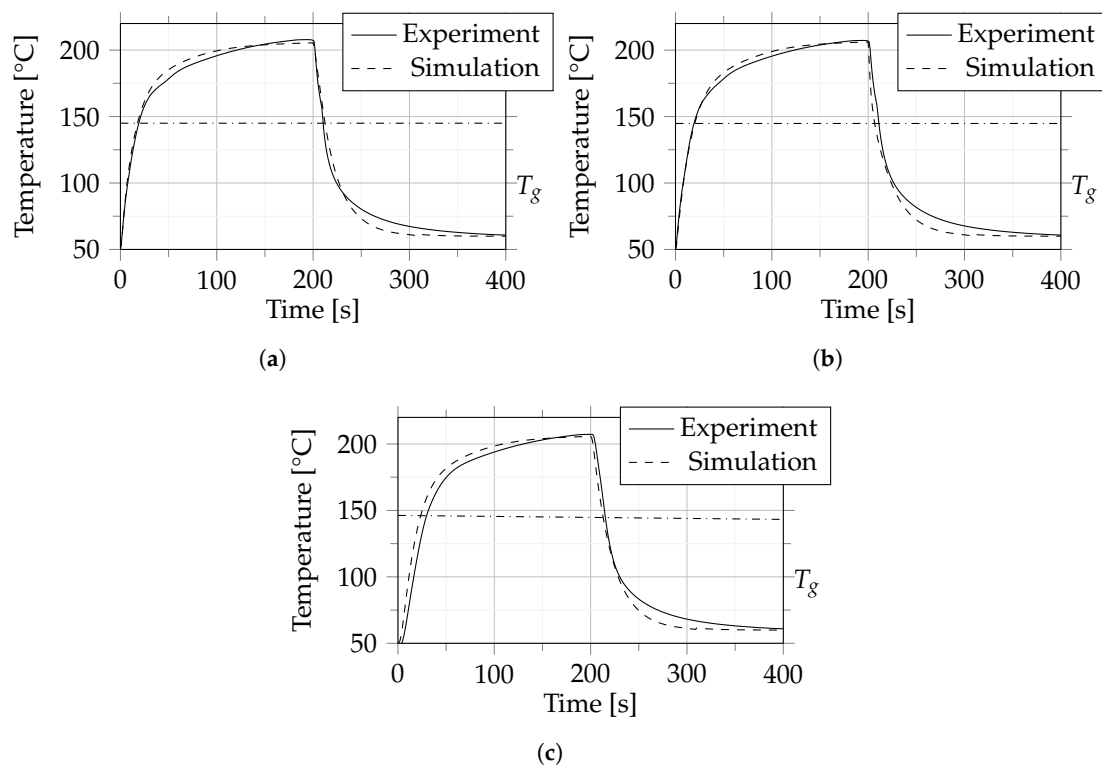 Experiment
Simulation
Temperature [°C]
200
150
100
50
T_g
0 100 200 300 400
Time [s]
(a)
Experiment
Simulation
Temperature [°C]
200
150
100
50
T_g
0 100 200 300 400
Time [s]
(b)
Experiment
Simulation
Temperature [°C]
200
150
100
50
T_g
0 100 200 300 400
Time [s]
(c)